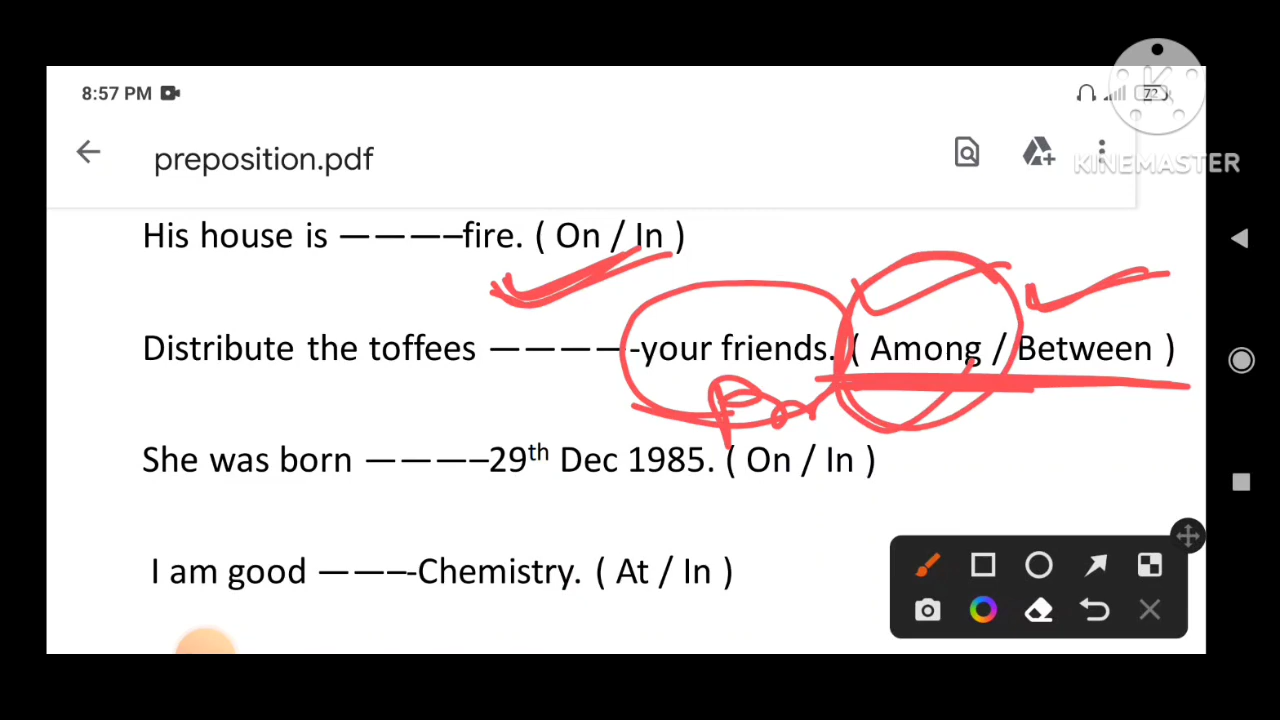 8:57 PM
72
preposition.pdf
KINEMASTER
His house is ————fire. ( On / In )
Distribute the toffees ————-your friends. ( Among / Between )
She was born ————29th Dec 1985. ( On / In )
I am good ———-Chemistry. ( At / In )